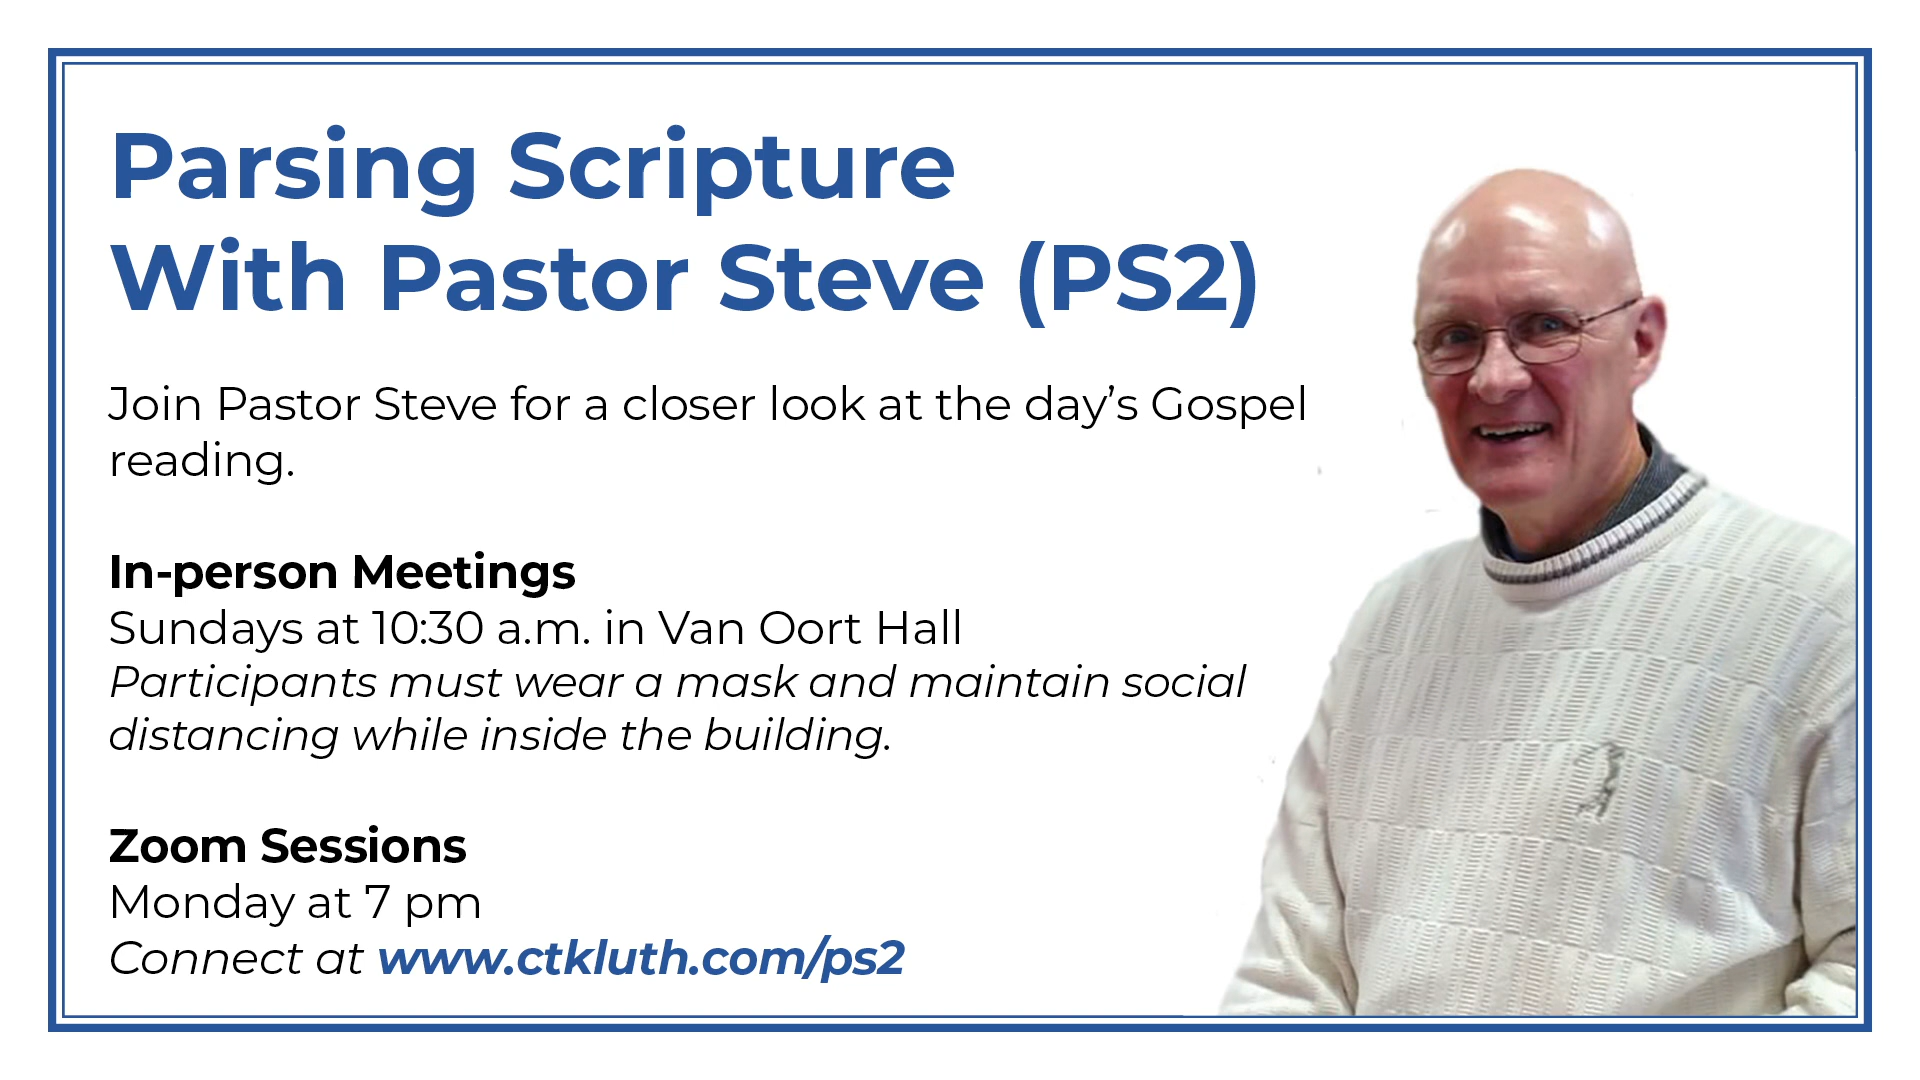 Parsing Scripture
With Pastor Steve (PS2)
Join Pastor Steve for a closer look at the day’s Gospel
reading.
In-person Meetings
Sundays at 10:30 a.m. in Van Oort Hall
Participants must wear a mask and maintain social
distancing while inside the building.
Zoom Sessions
Monday at 7 pm
Connect at www.ctkluth.com/ps2